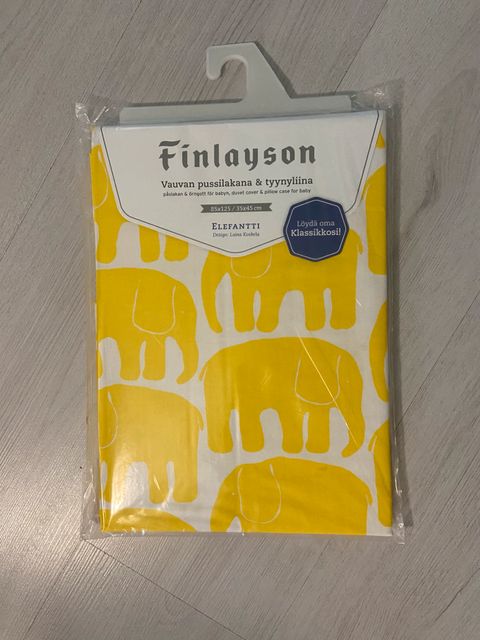 Finlayson
Vauvan pussilakana & tyynyliina
påslakan & örngott för babyn, duvet cover & pillow case for baby
85x125 / 35x45 cm
ELEFANTTI
Design: Laina Koskela
Löydä oma
Klassikkosi!